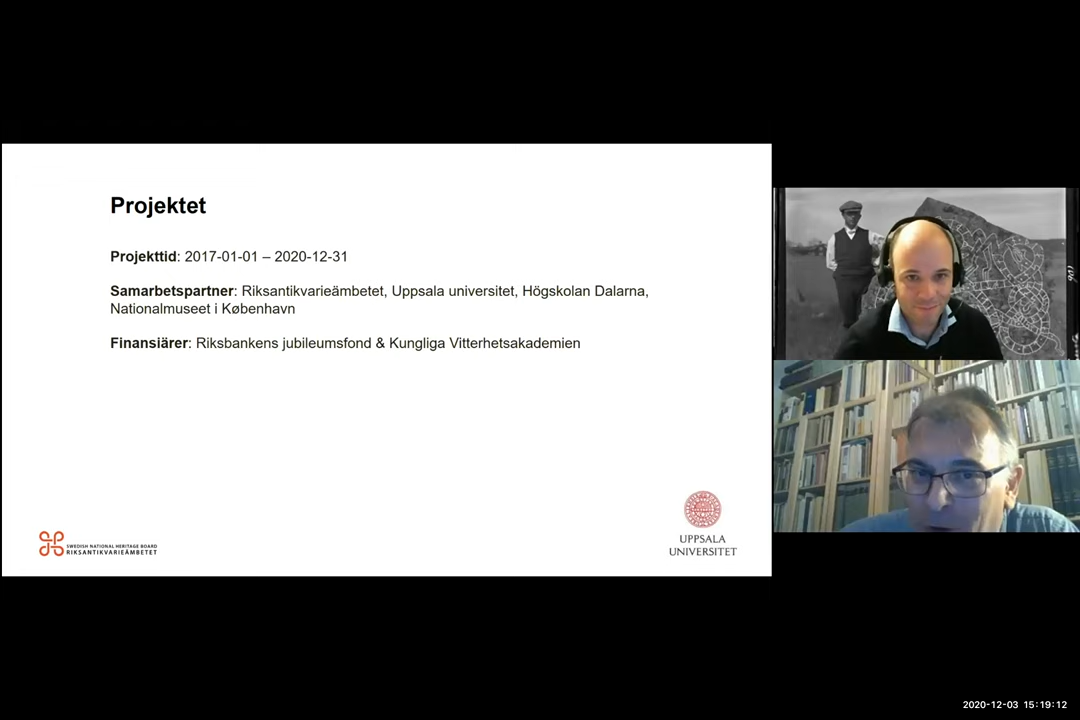 Projektet
Projekttid: 2017-01-01 – 2020-12-31
Samarbetspartner: Riksantikvarieämbetet, Uppsala universitet, Högskolan Dalarna,
Nationalmuseet i København
Finansiärer: Riksbankens jubileumsfond & Kungliga Vitterhetsakademien
SWEDISH NATIONAL HERITAGE BOARD
RIKSANTIKVARIEÄMBETET
UPPSALA
UNIVERSITET
2020-12-03 15:19:12